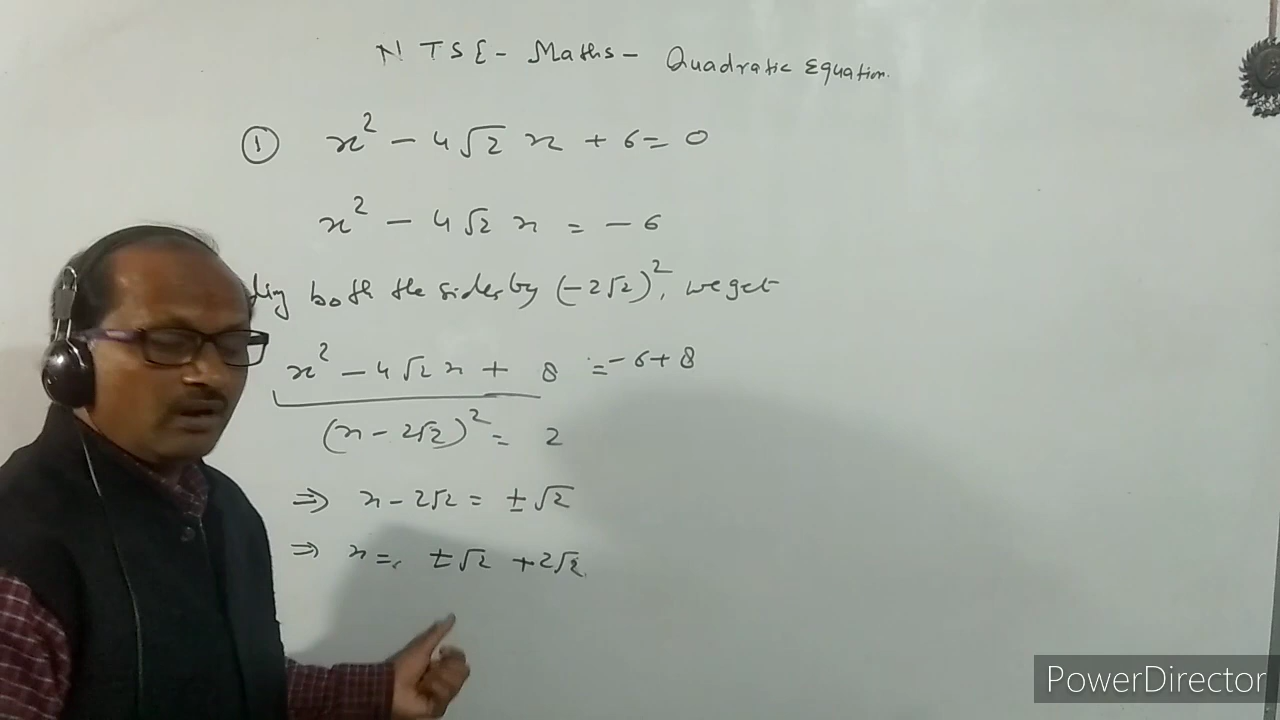 NTSE - Maths - Quadratic Equation.
① x² - 4√2 x + 6 = 0
x² - 4√2 x = -6
both the sides by (-2√2)², we get
x² - 4√2 x + 8 = -6+8
(x - 2√2)² = 2
⇒ x - 2√2 = ±√2
⇒ x = ±√2 + 2√2.
PowerDirector